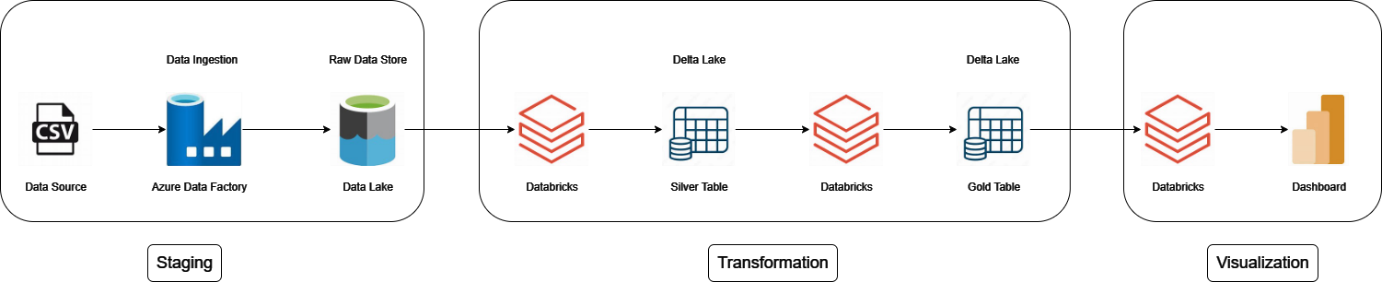 Data Ingestion
Raw Data Store
Delta Lake
Delta Lake
CSV
Data Source
Azure Data Factory
Data Lake
Databricks
Silver Table
Databricks
Gold Table
Databricks
Dashboard
Staging
Transformation
Visualization